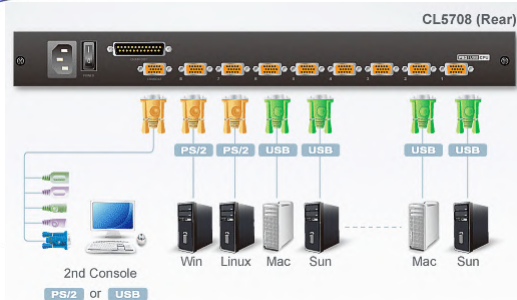 CL5708 (Rear)
PS/2 PS/2 USB USB USB USB
Win Linux Mac Sun Mac Sun
2nd Console
PS/2 or USB